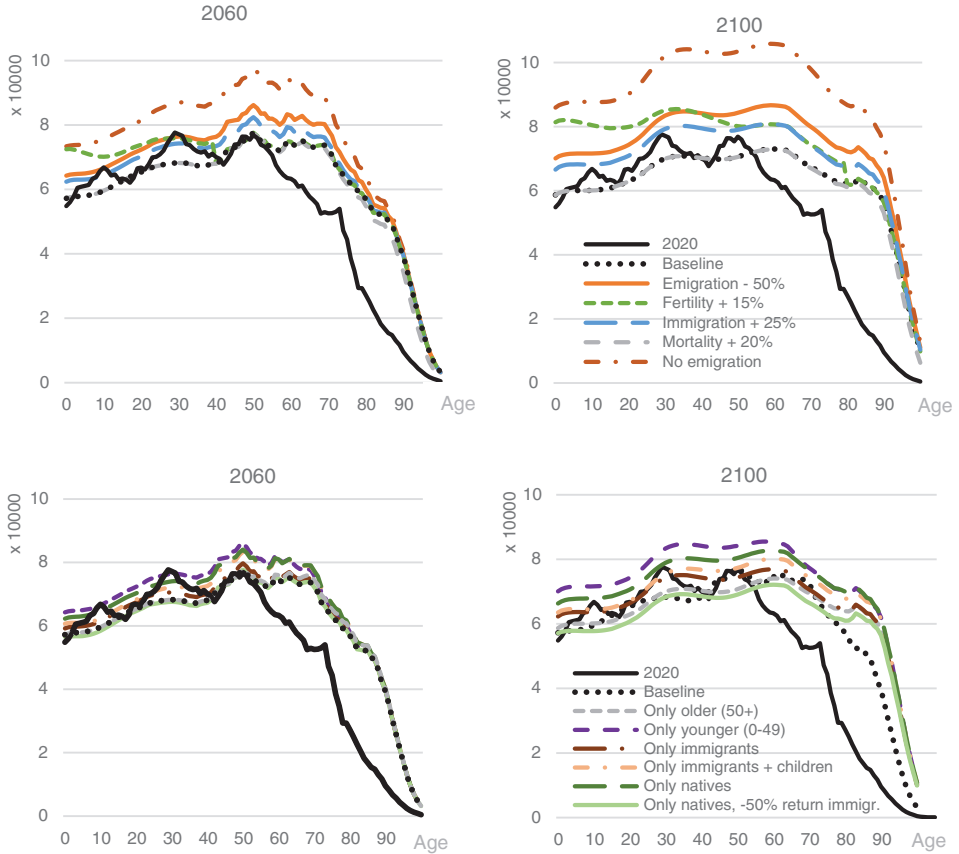 2060
x 10000
10
8
6
4
2
0
0 10 20 30 40 50 60 70 80 90 Age
2100
x 10000
10
8
6
4
2
0
2020
Baseline
Emigration - 50%
Fertility + 15%
Immigration + 25%
Mortality + 20%
No emigration
0 10 20 30 40 50 60 70 80 90 Age
2060
x 10000
10
8
6
4
2
0
0 10 20 30 40 50 60 70 80 90 Age
2100
x 10000
10
8
6
4
2
0
2020
Baseline
Only older (50+)
Only younger (0-49)
Only immigrants
Only immigrants + children
Only natives
Only natives, -50% return immigr.
0 10 20 30 40 50 60 70 80 90 Age